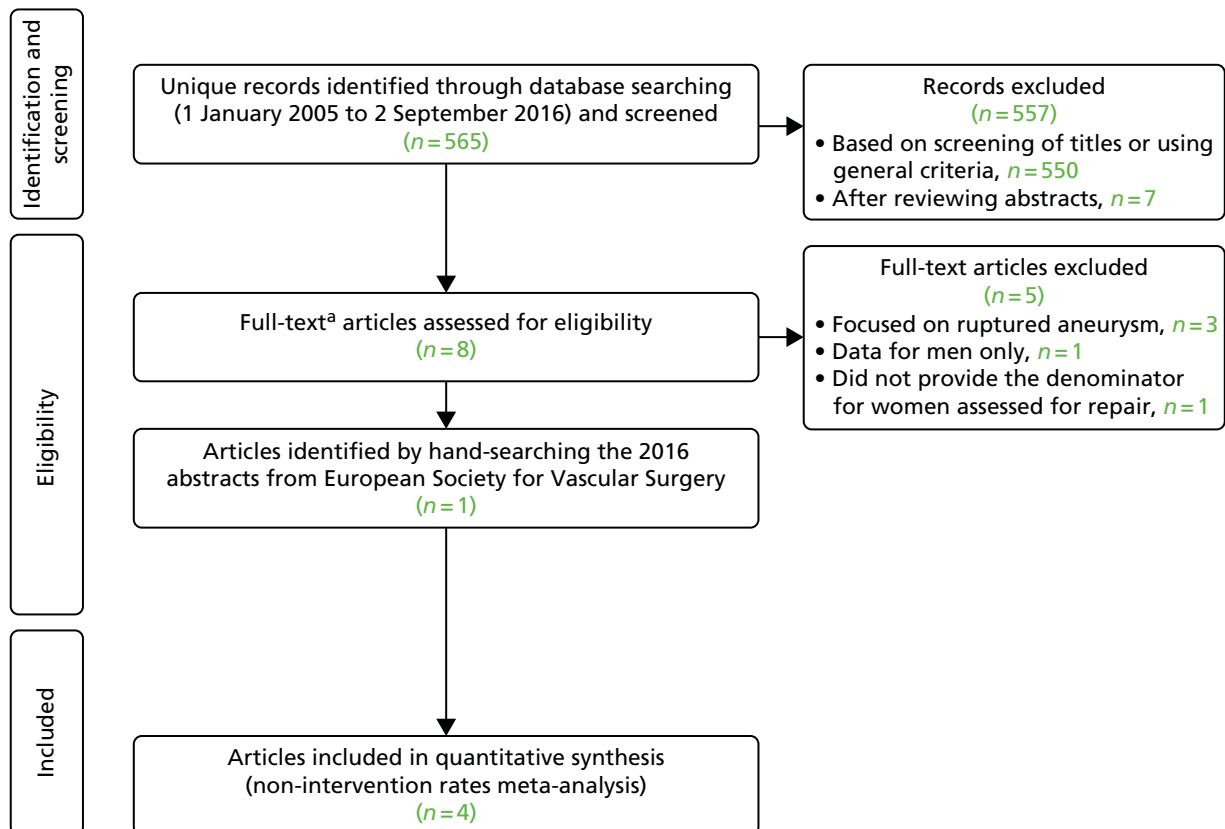 Identification and
screening
Unique records identified through database searching
(1 January 2005 to 2 September 2016) and screened
(n = 565)
Records excluded
(n = 557)
• Based on screening of titles or using
general criteria, n = 550
• After reviewing abstracts, n = 7
Eligibility
Full-textª articles assessed for eligibility
(n = 8)
Full-text articles excluded
(n = 5)
• Focused on ruptured aneurysm, n = 3
• Data for men only, n = 1
• Did not provide the denominator
for women assessed for repair, n = 1
Articles identified by hand-searching the 2016
abstracts from European Society for Vascular Surgery
(n = 1)
Included
Articles included in quantitative synthesis
(non-intervention rates meta-analysis)
(n = 4)